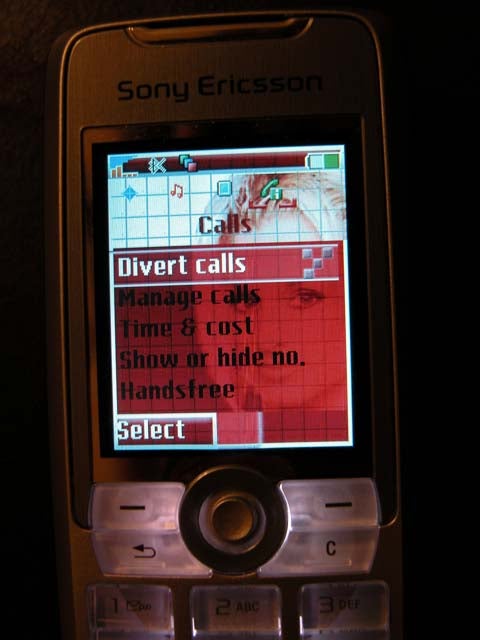 Sony Ericsson
Calls
Divert calls
Manage calls
Time & cost
Show or hide no.
Handsfree
Select
C
1
2 ABC
3 DEF